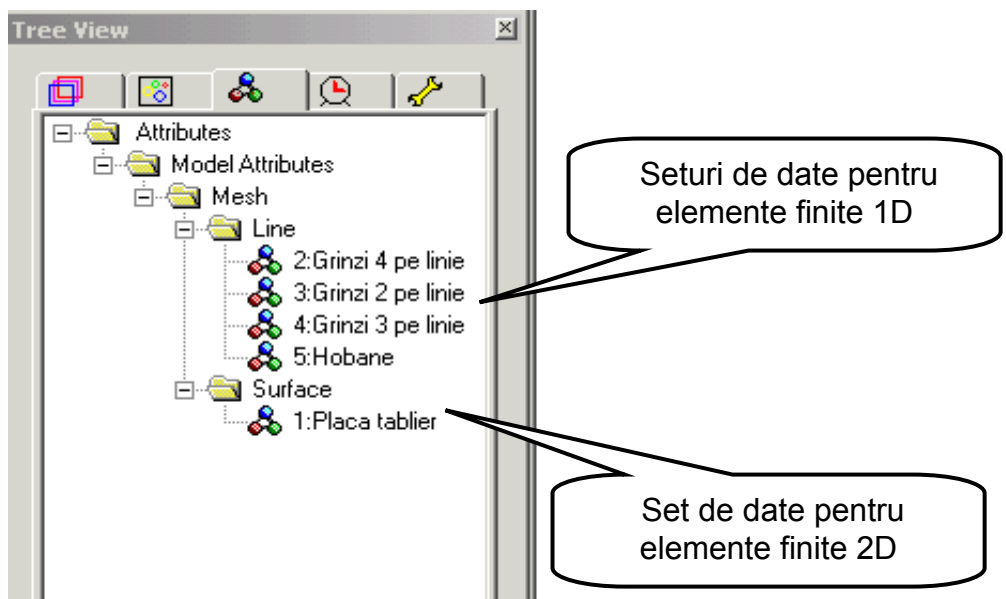 Tree View
Attributes
Model Attributes
Mesh
Line
2:Grinzi 4 pe linie
3:Grinzi 2 pe linie
4:Grinzi 3 pe linie
5:Hobane
Surface
1:Placa tablier
Seturi de date pentru
elemente finite 1D
Set de date pentru
elemente finite 2D